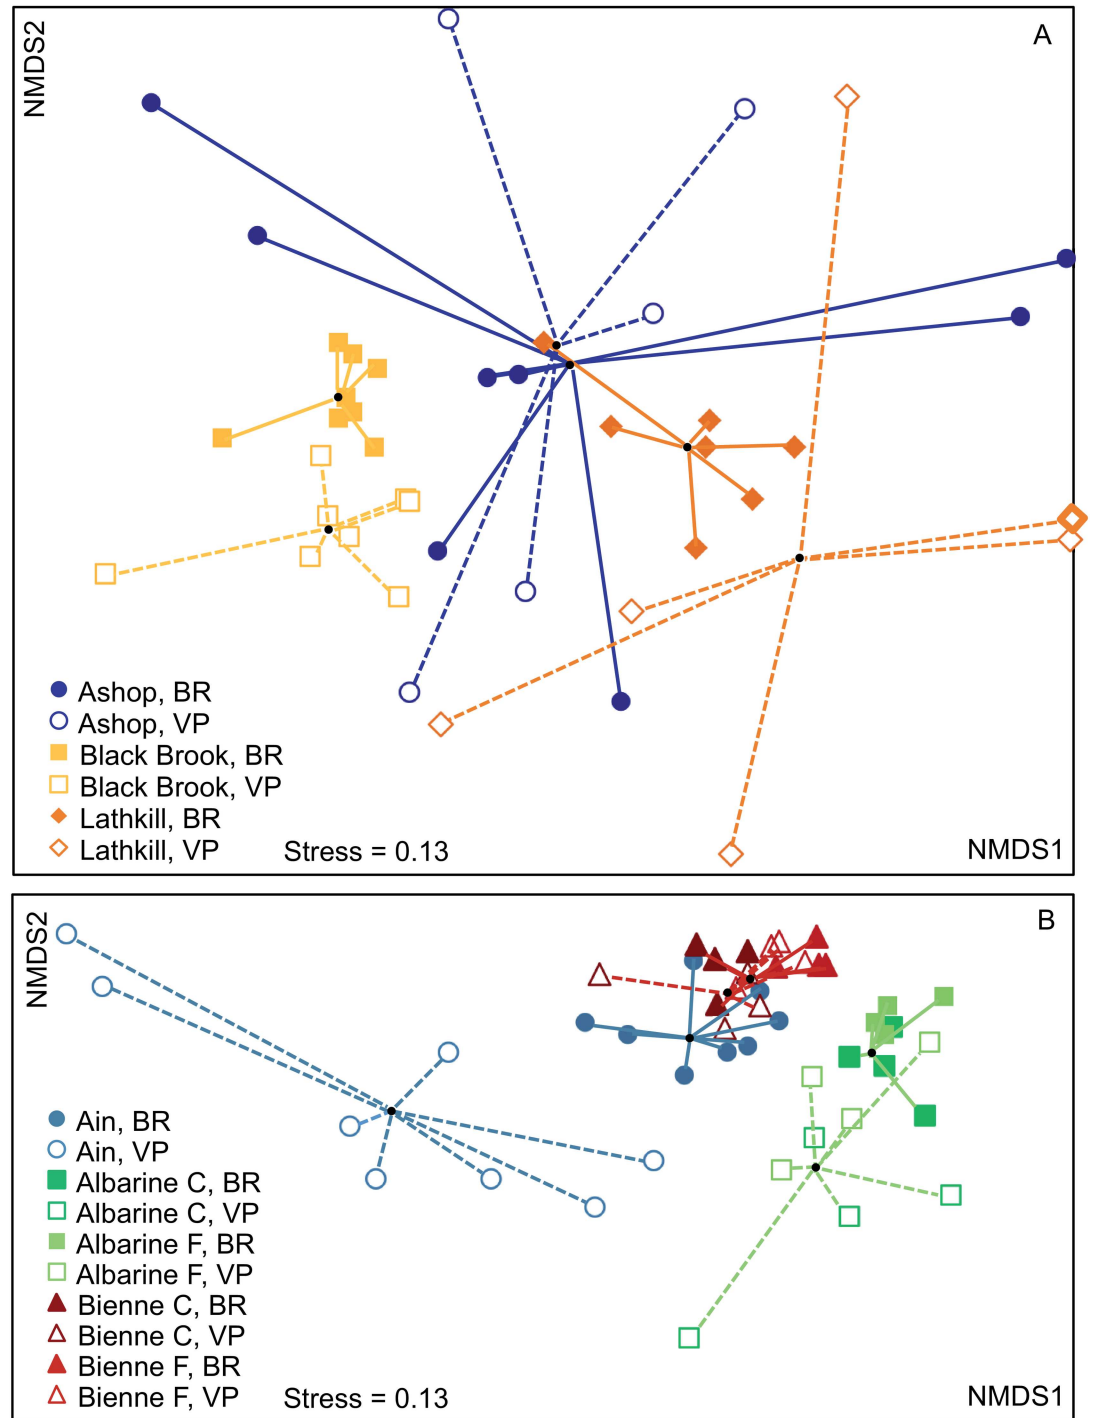 NMDS2
A
Ashop, BR
Ashop, VP
Black Brook, BR
Black Brook, VP
Lathkill, BR
Lathkill, VP
Stress = 0.13
NMDS1
NMDS2
B
Ain, BR
Ain, VP
Albarine C, BR
Albarine C, VP
Albarine F, BR
Albarine F, VP
Bienne C, BR
Bienne C, VP
Bienne F, BR
Bienne F, VP
Stress = 0.13
NMDS1